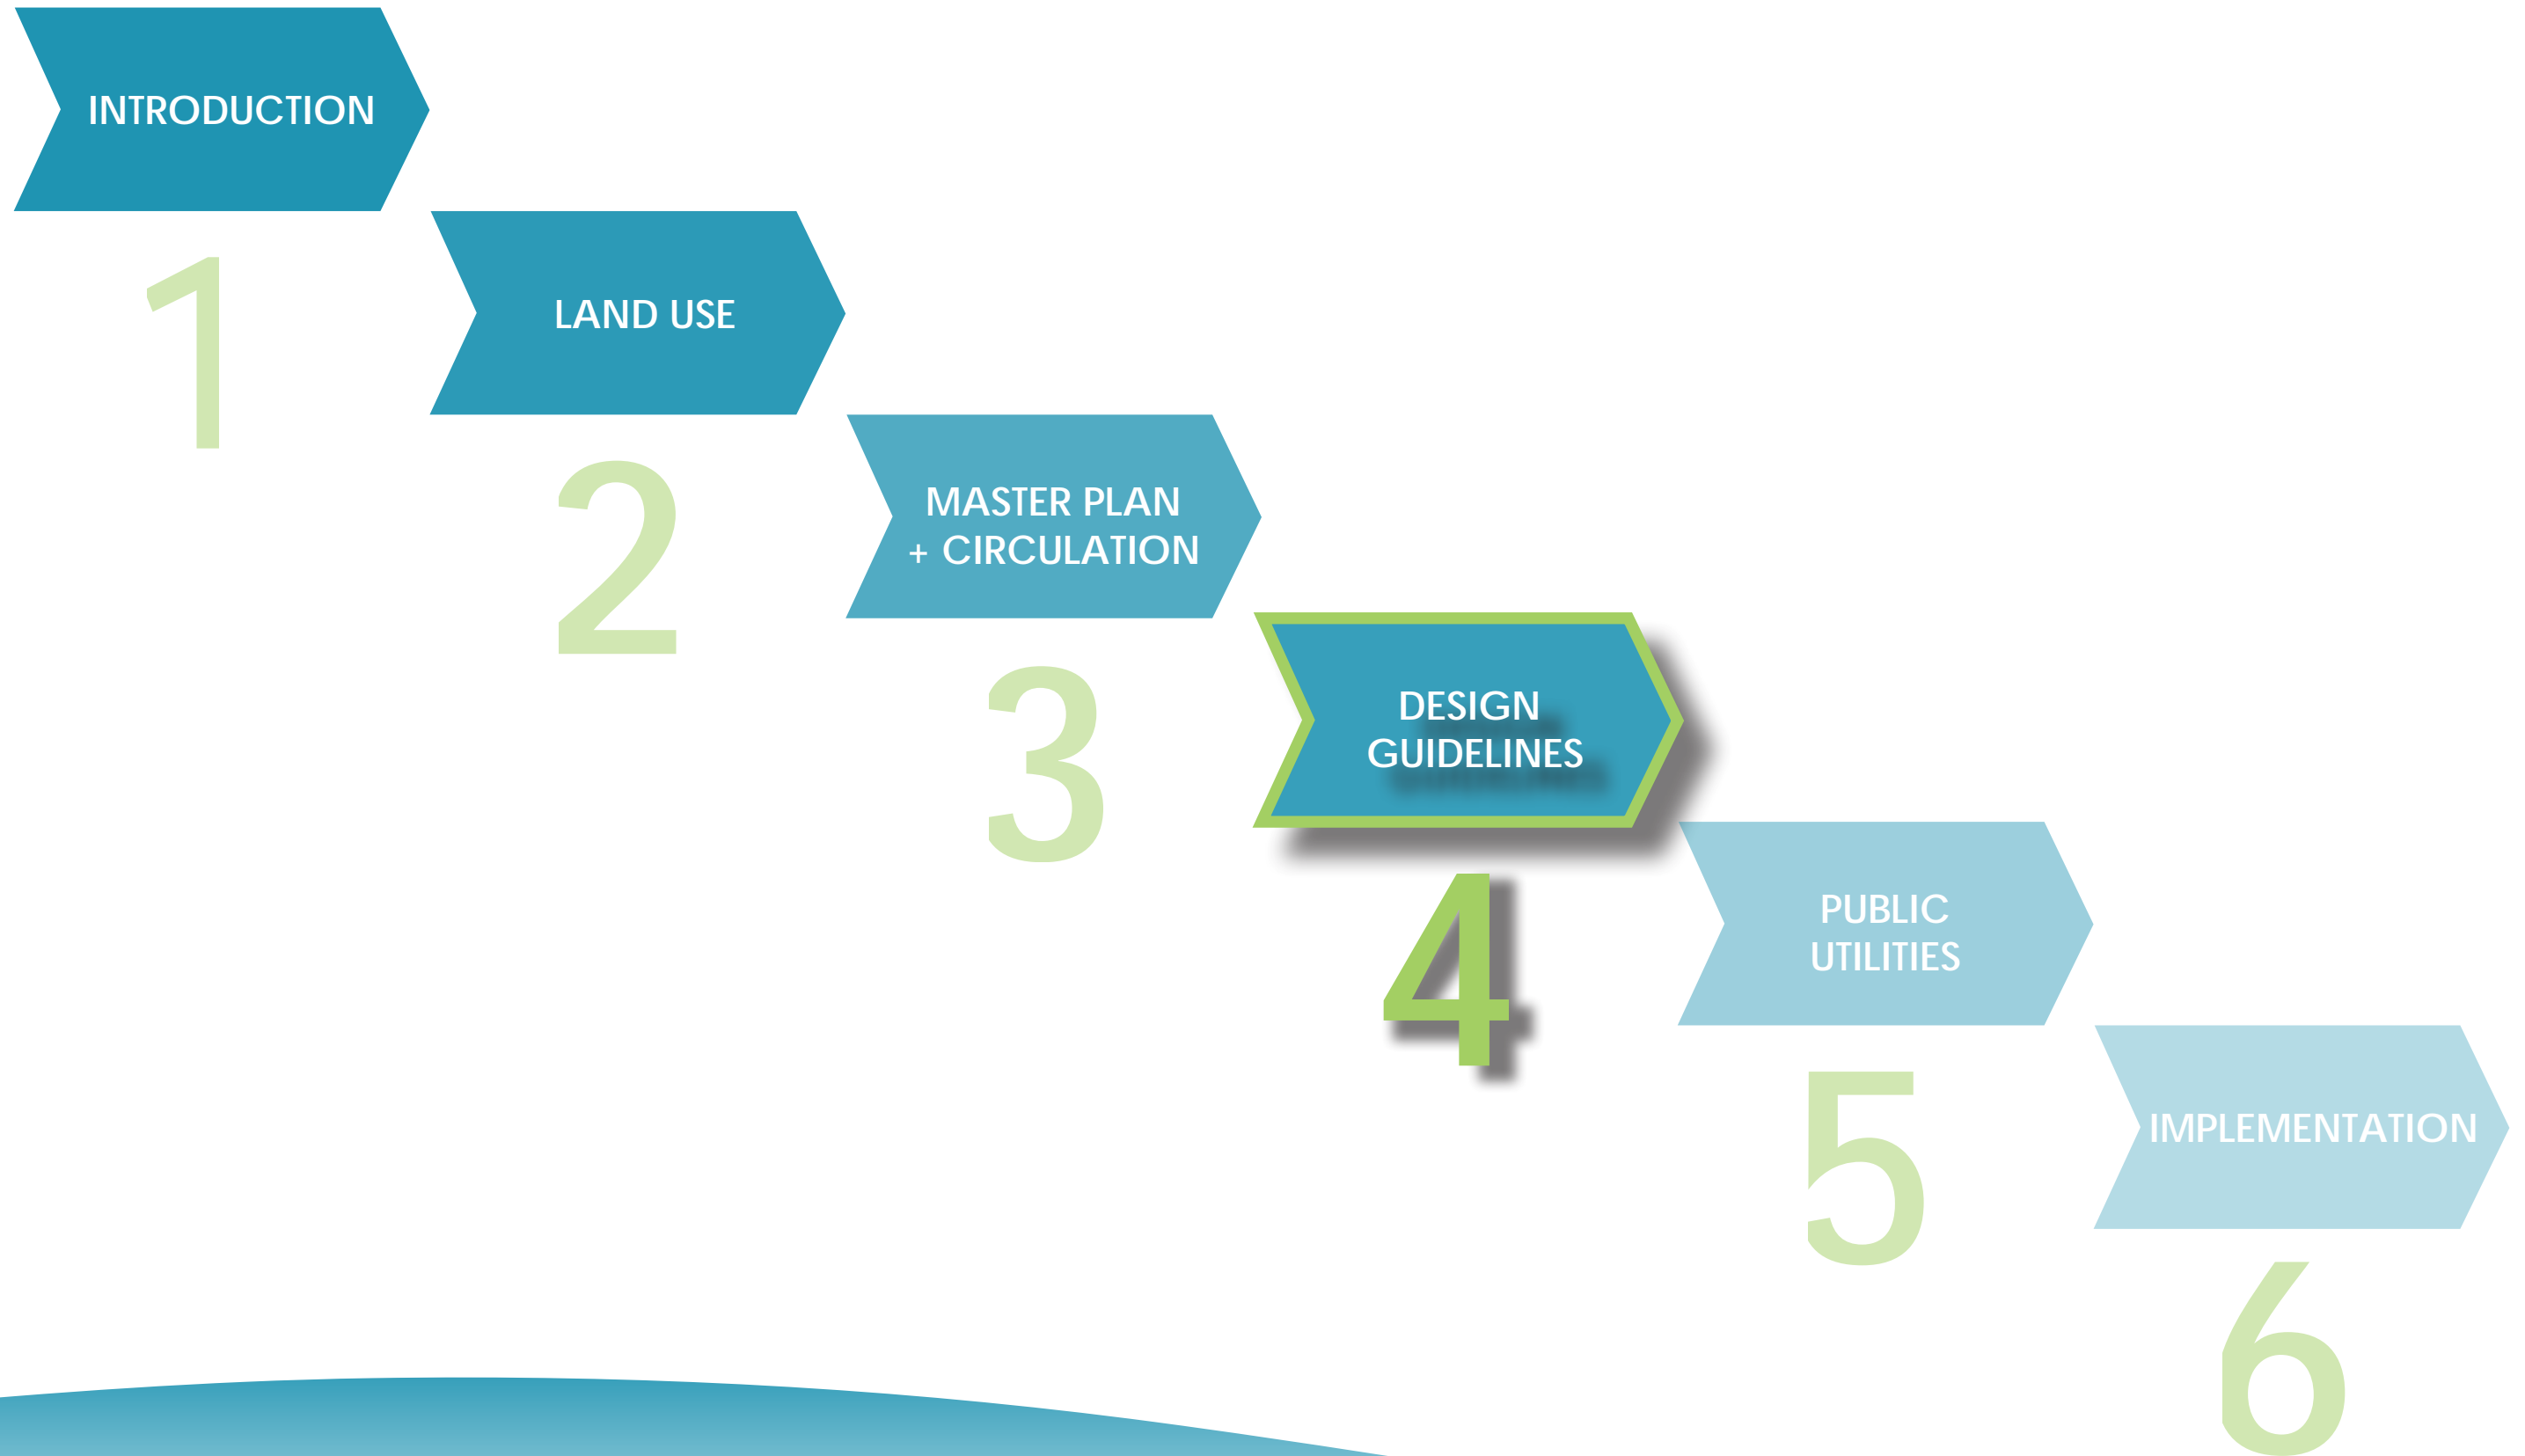 INTRODUCTION
1
LAND USE
2
MASTER PLAN
+ CIRCULATION
3
DESIGN
GUIDELINES
4
PUBLIC
UTILITIES
5
IMPLEMENTATION
6